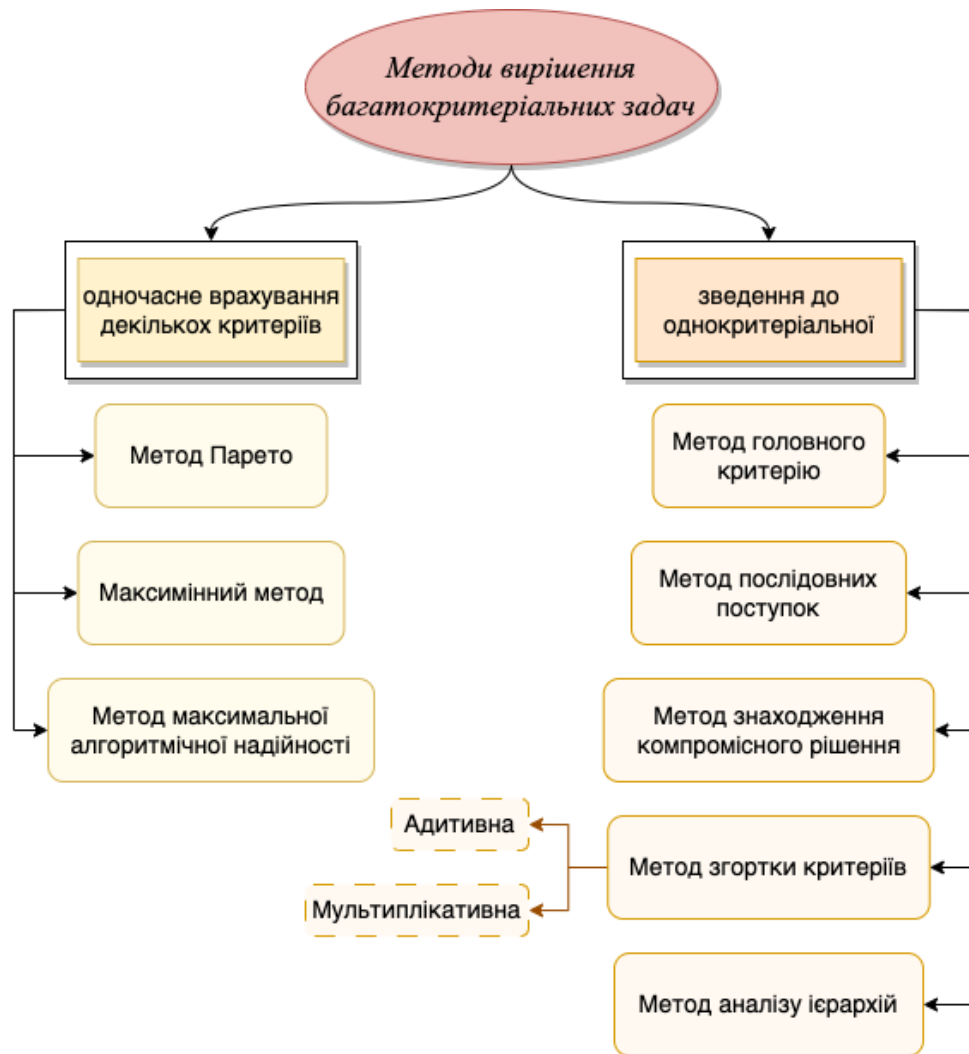 Методи вирішення
багатокритеріальних задач
одночасне врахування
декількох критеріїв
зведення до
однокритеріальної
Метод Парето
Метод головного
критерію
Максимінний метод
Метод послідовних
поступок
Метод максимальної
алгоритмічної надійності
Метод знаходження
компромісного рішення
Адитивна
Метод згортки критеріїв
Мультиплікативна
Метод аналізу ієрархій